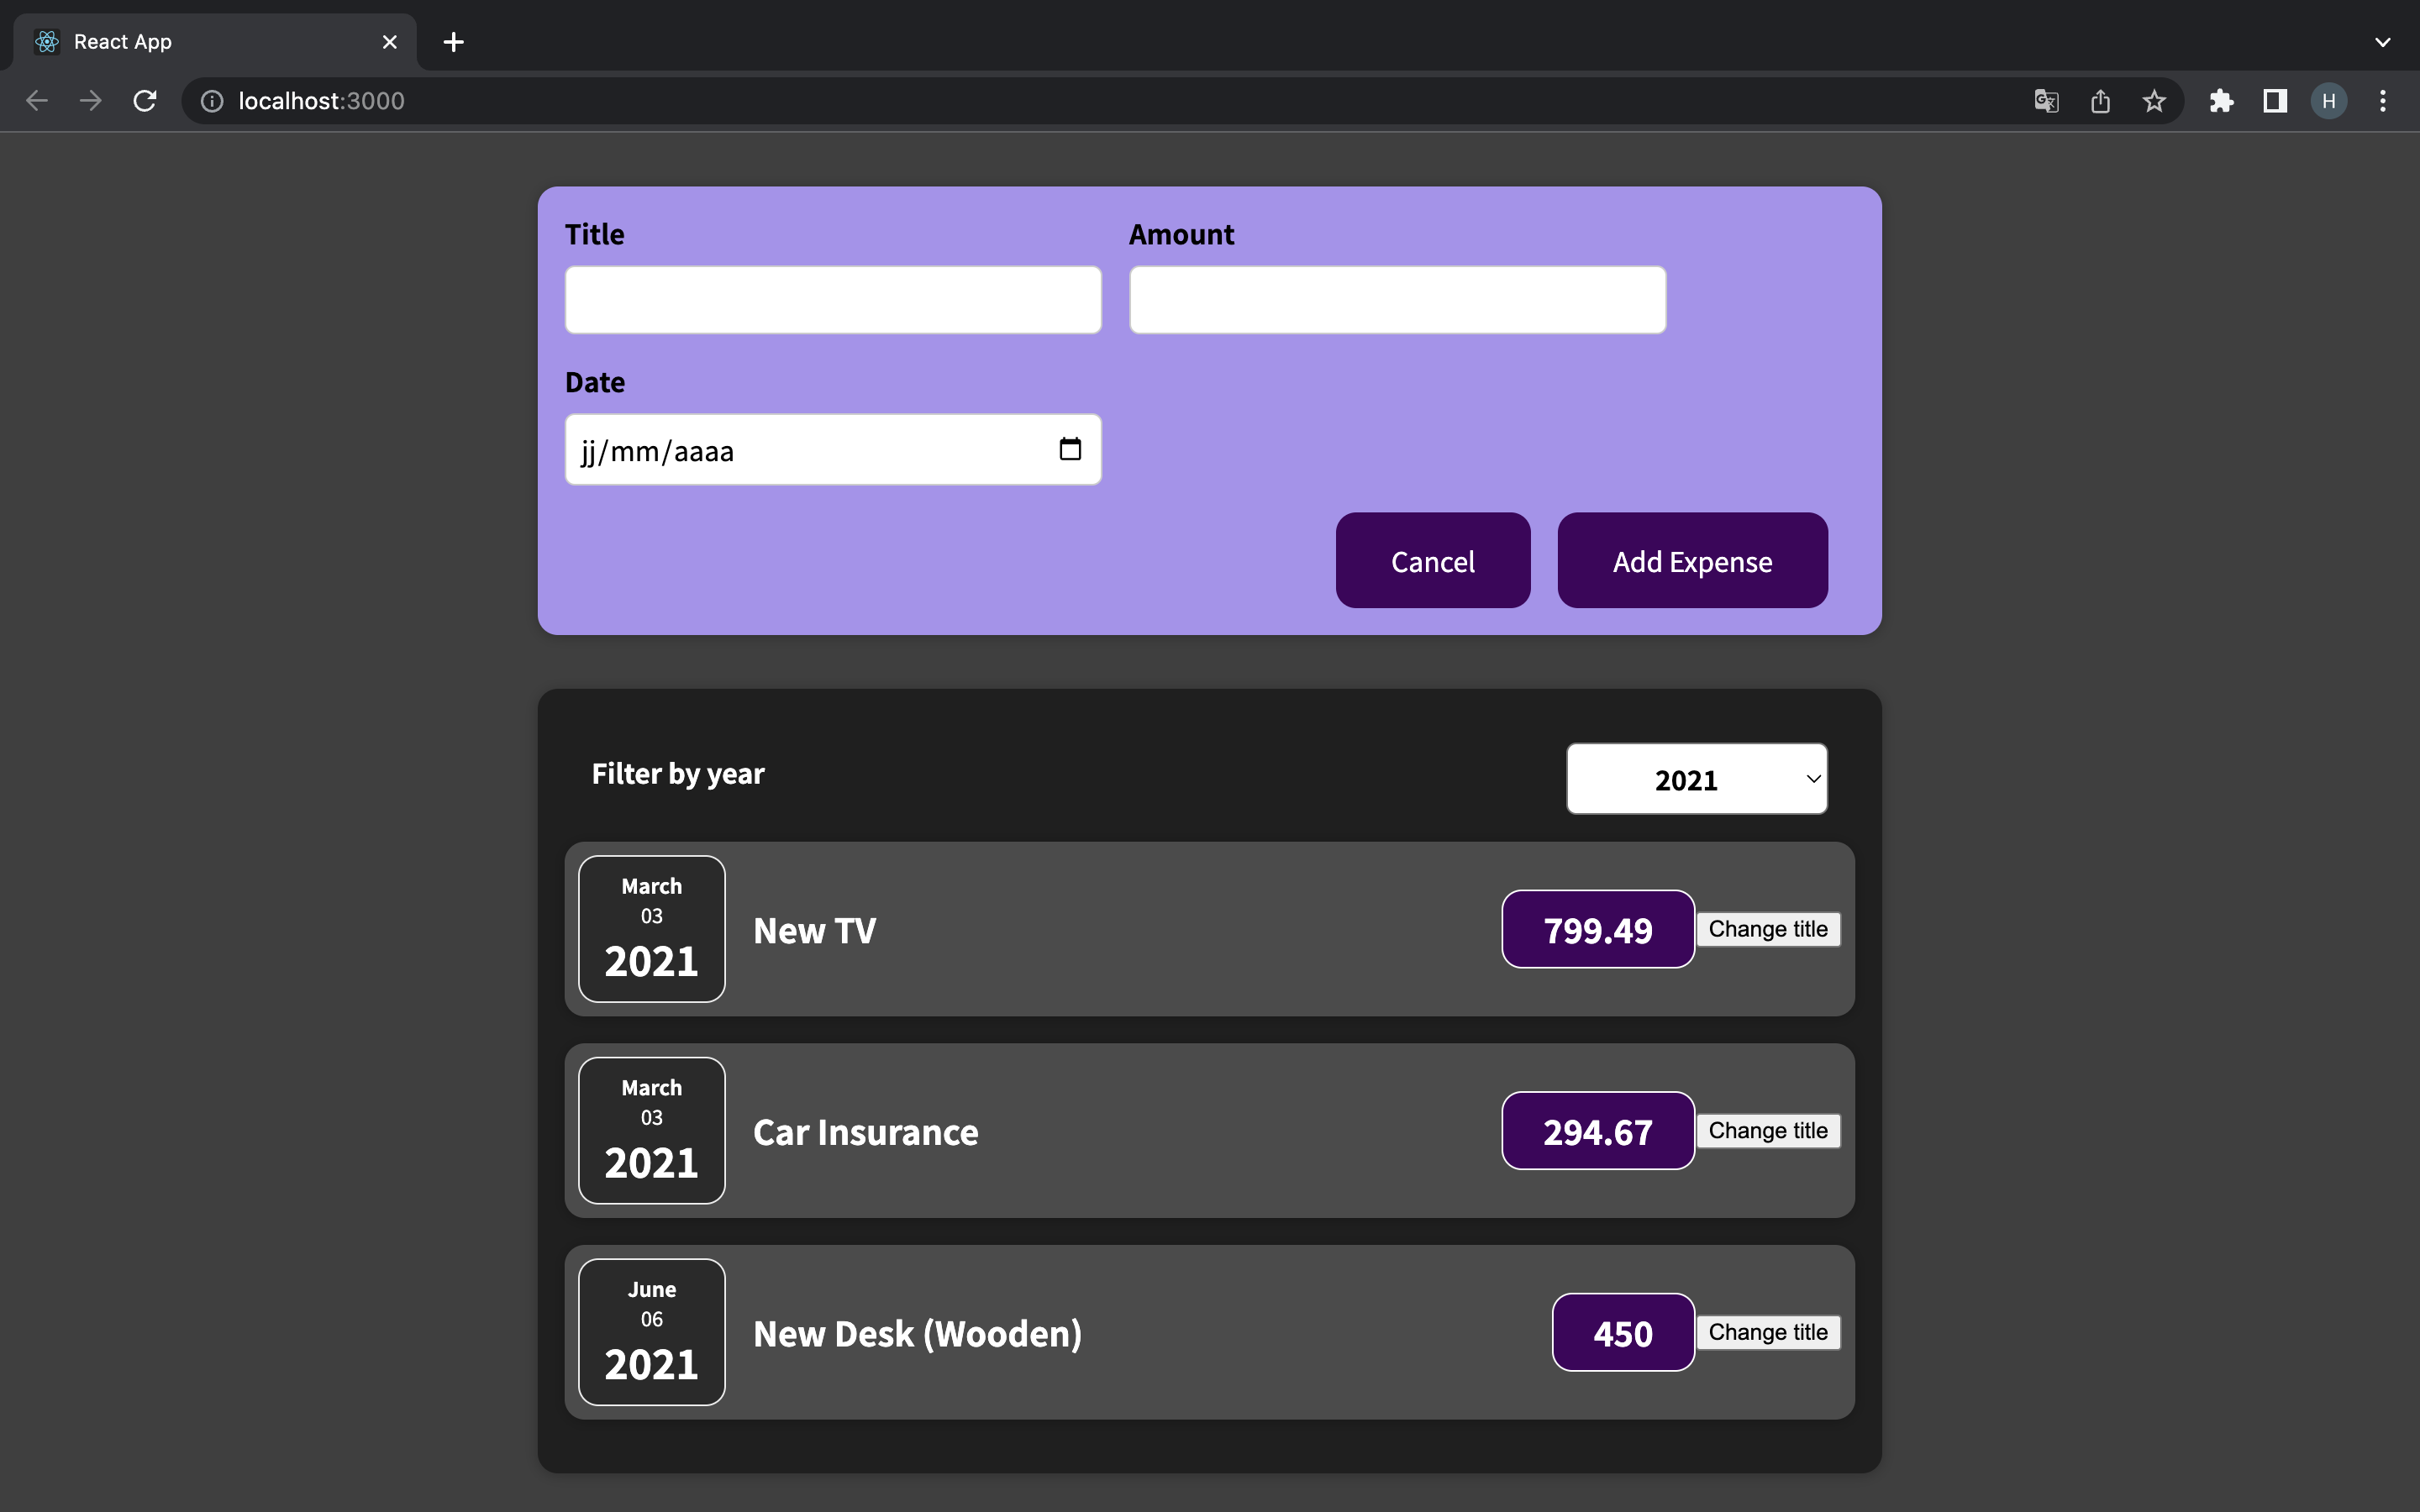 React App
localhost:3000
H
Title
Amount
Date
jj/mm/aaaa
Cancel
Add Expense
Filter by year
2021
March
03
2021
New TV
799.49
Change title
March
03
2021
Car Insurance
294.67
Change title
June
06
2021
New Desk (Wooden)
450
Change title